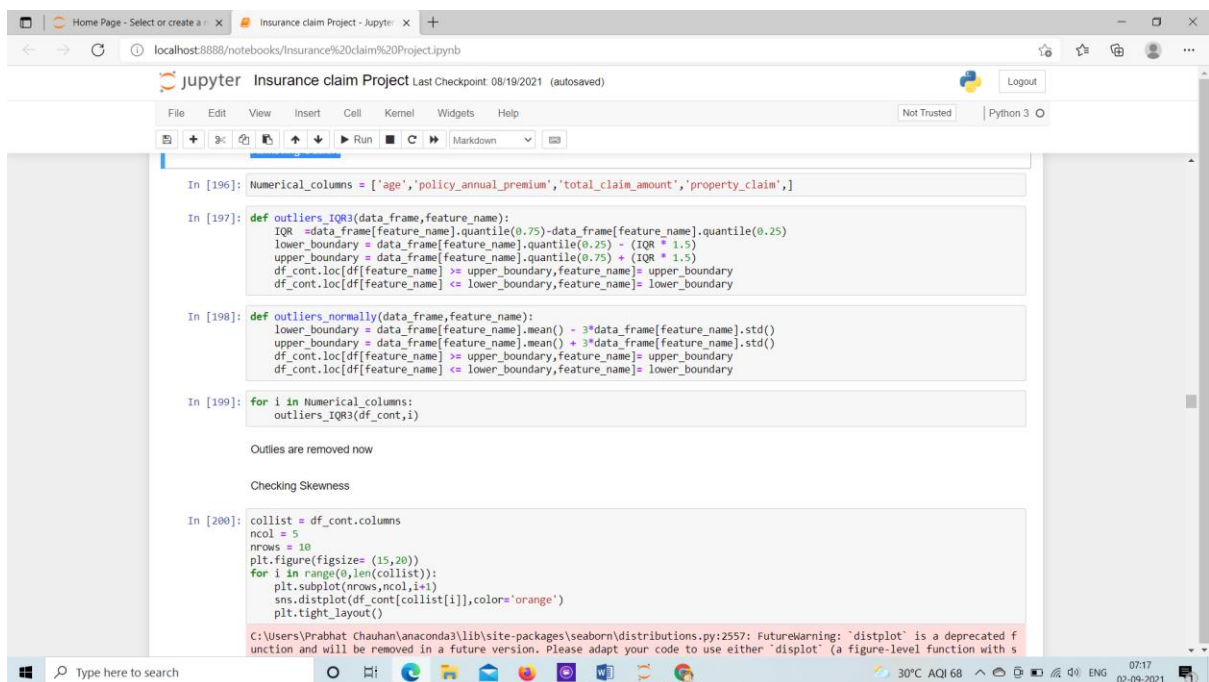 Home Page - Select or create a n
Insurance claim Project - Jupyter
localhost:8888/notebooks/Insurance%20claim%20Project.ipynb
jupyter Insurance claim Project Last Checkpoint: 08/19/2021 (autosaved)
Logout
File Edit View Insert Cell Kernel Widgets Help
Not Trusted
Python 3
Run
Markdown
In [196]: Numerical_columns = ['age','policy_annual_premium','total_claim_amount','property_claim',]
In [197]: def outliers_IQR3(data_frame,feature_name):
IQR =data_frame[feature_name].quantile(0.75)-data_frame[feature_name].quantile(0.25)
lower_boundary = data_frame[feature_name].quantile(0.25) - (IQR * 1.5)
upper_boundary = data_frame[feature_name].quantile(0.75) + (IQR * 1.5)
df_cont.loc[df[feature_name] >= upper_boundary,feature_name]= upper_boundary
df_cont.loc[df[feature_name] <= lower_boundary,feature_name]= lower_boundary
In [198]: def outliers_normally(data_frame,feature_name):
lower_boundary = data_frame[feature_name].mean() - 3*data_frame[feature_name].std()
upper_boundary = data_frame[feature_name].mean() + 3*data_frame[feature_name].std()
df_cont.loc[df[feature_name] >= upper_boundary,feature_name]= upper_boundary
df_cont.loc[df[feature_name] <= lower_boundary,feature_name]= lower_boundary
In [199]: for i in Numerical_columns:
outliers_IQR3(df_cont,i)
Outlies are removed now
Checking Skewness
In [200]: collist = df_cont.columns
ncol = 5
nrows = 10
plt.figure(figsize= (15,20))
for i in range(0,len(collist)):
plt.subplot(nrows,ncol,i+1)
sns.distplot(df_cont[collist[i]],color='orange')
plt.tight_layout()
C:\Users\Prabhat Chauhan\anaconda3\lib\site-packages\seaborn\distributions.py:2557: FutureWarning: `distplot` is a deprecated f
unction and will be removed in a future version. Please adapt your code to use either `displot` (a figure-level function with s
Type here to search
30°C AQI 68
ENG
07:17
02-09-2021